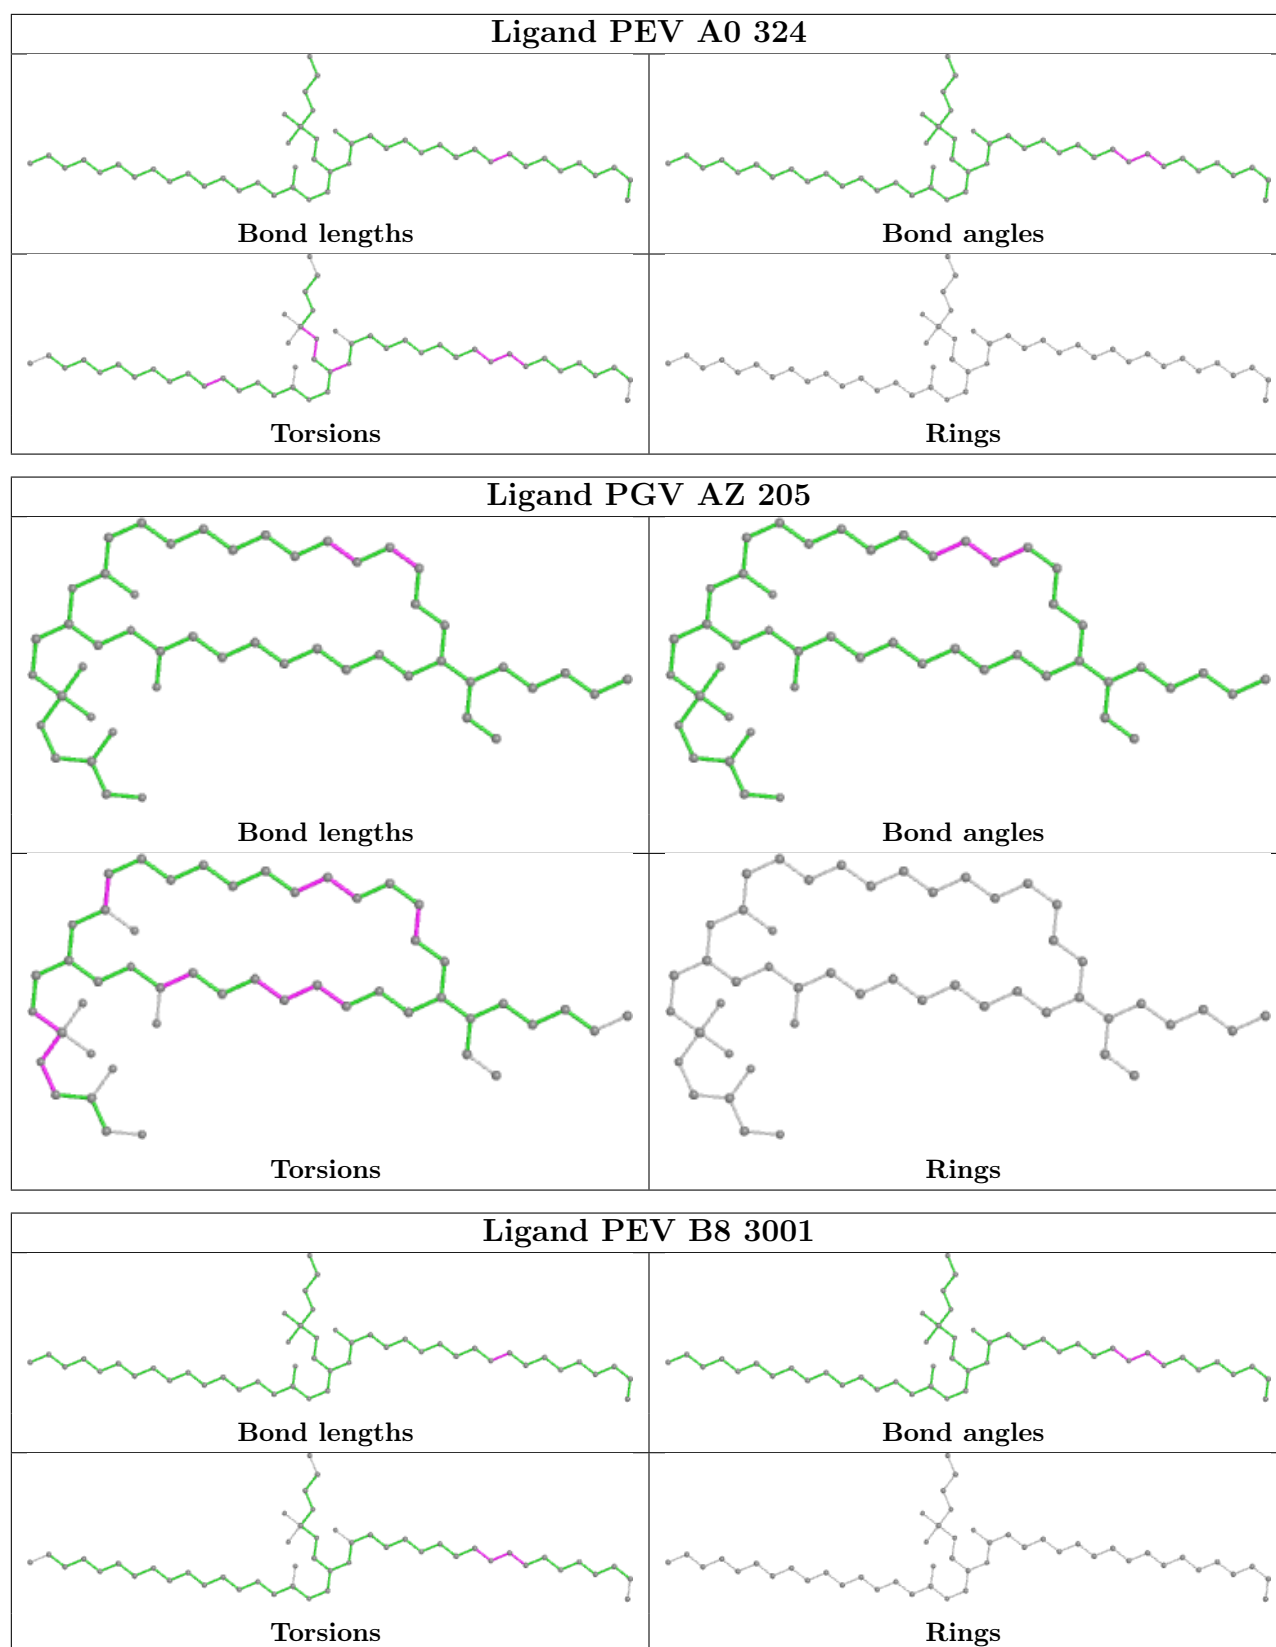 Ligand PEV A0 324
Bond lengths
Bond angles
Torsions
Rings
Ligand PGV AZ 205
Bond lengths
Bond angles
Torsions
Rings
Ligand PEV B8 3001
Bond lengths
Bond angles
Torsions
Rings